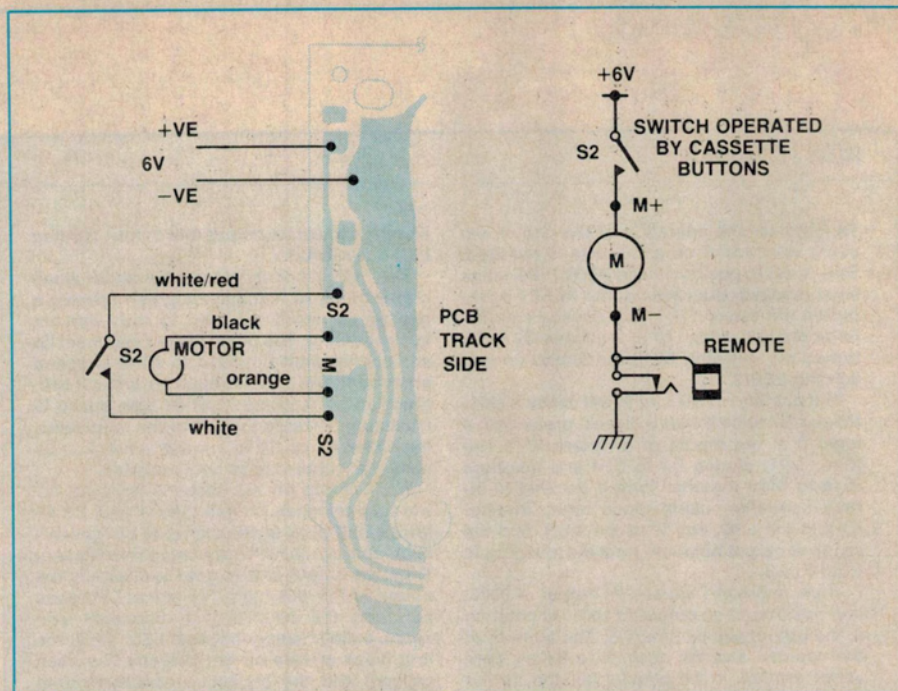 +VE
6V
−VE
white/red
S2
black
S2
MOTOR
M
orange
white
S2
PCB
TRACK
SIDE
+6V
SWITCH OPERATED
BY CASSETTE
BUTTONS
S2
M+
M
M−
REMOTE